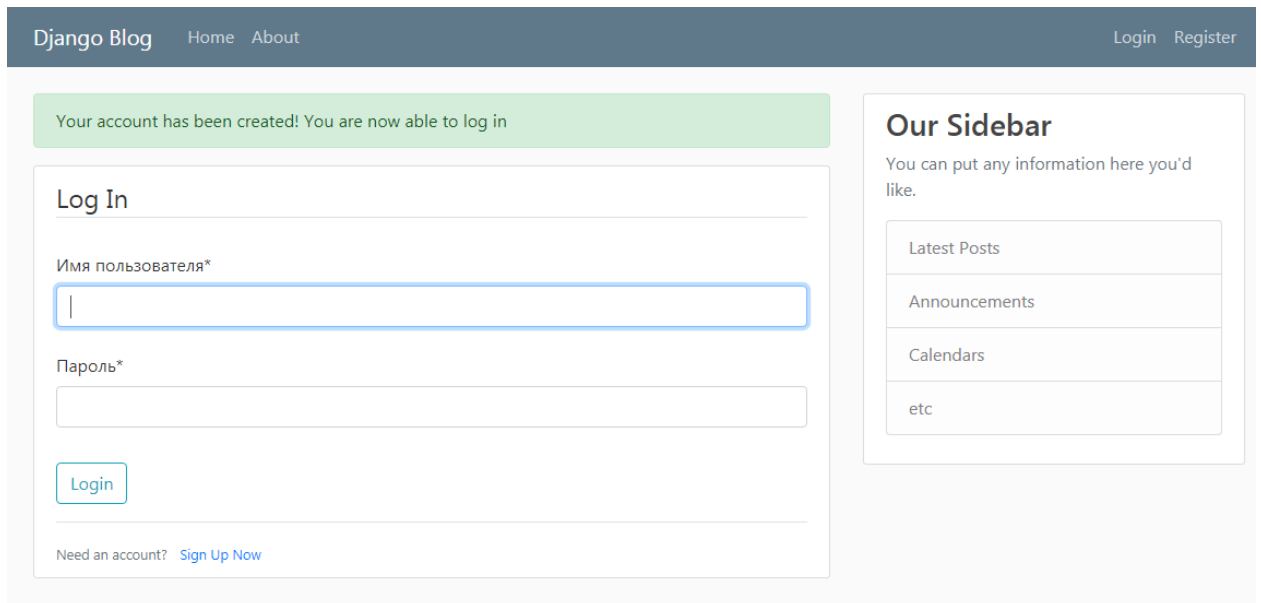 Django Blog Home About Login Register
Your account has been created! You are now able to log in
Log In
Имя пользователя*
Пароль*
Login
Need an account? Sign Up Now
Our Sidebar
You can put any information here you'd
like.
Latest Posts
Announcements
Calendars
etc